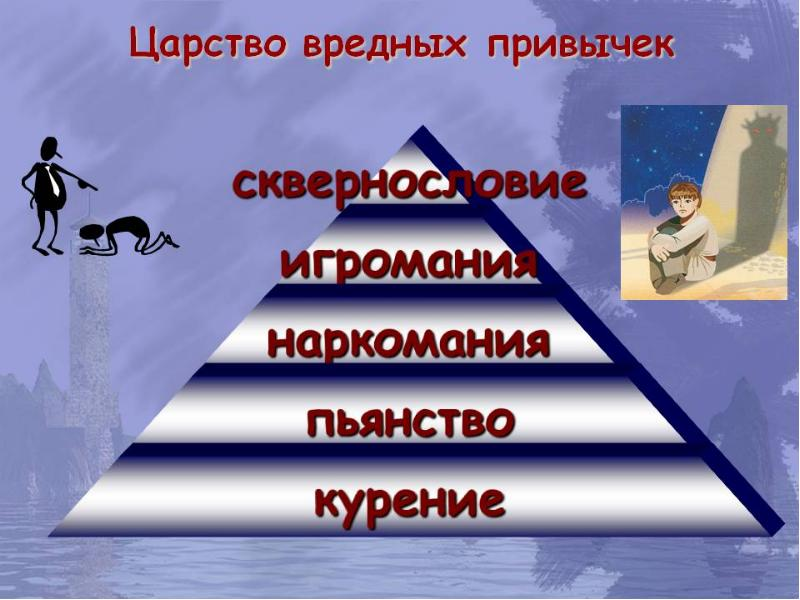 Царство вредных привычек
сквернословие
игромания
наркомания
пьянство
курение